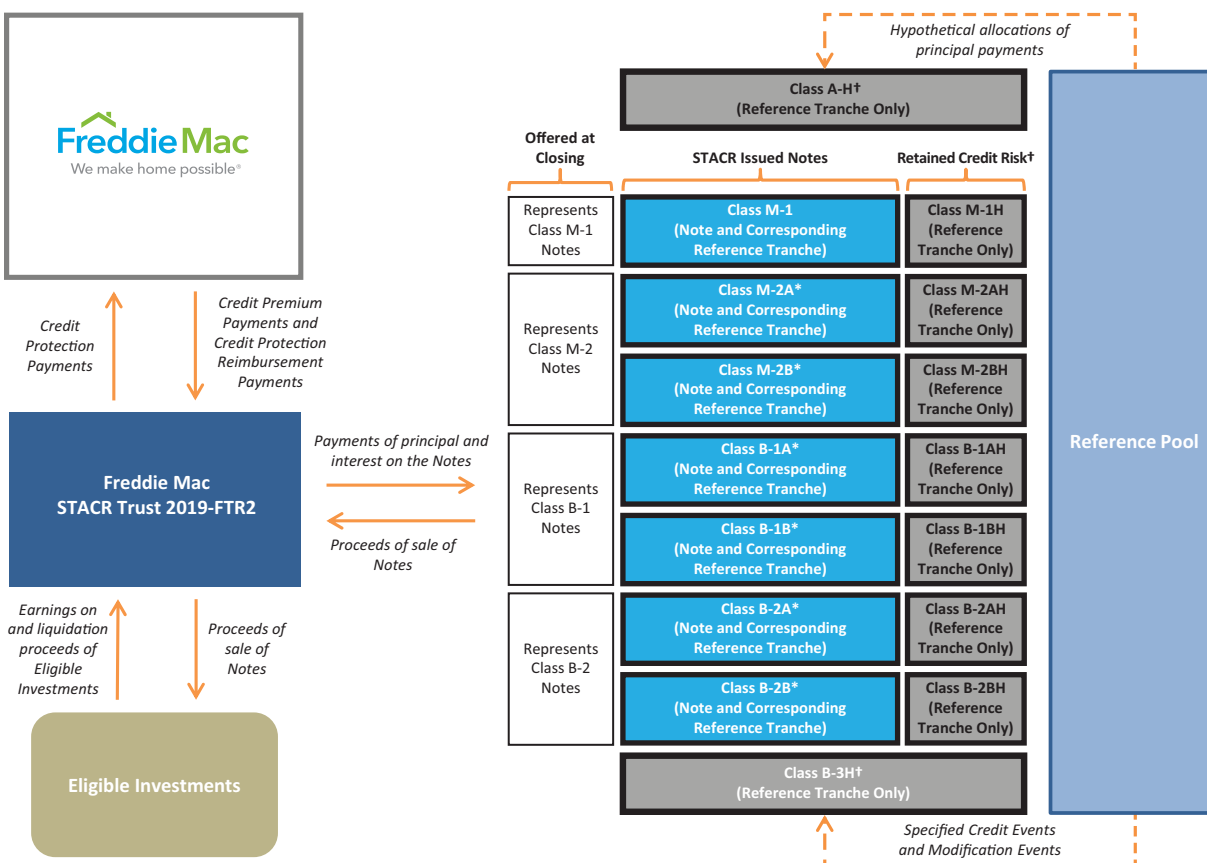 FreddieMac
We make home possible®
Credit
Protection
Payments
Credit Premium
Payments and
Credit Protection
Reimbursement
Payments
Freddie Mac
STACR Trust 2019-FTR2
Payments of principal and
interest on the Notes
Proceeds of sale of
Notes
Earnings on
and liquidation
proceeds of
Eligible
Investments
Proceeds of
sale of
Notes
Eligible Investments
Hypothetical allocations of
principal payments
Class A-H†
(Reference Tranche Only)
Offered at
Closing
STACR Issued Notes
Retained Credit Risk†
Represents
Class M-1
Notes
Class M-1
(Note and Corresponding
Reference Tranche)
Class M-1H
(Reference
Tranche Only)
Represents
Class M-2
Notes
Class M-2A*
(Note and Corresponding
Reference Tranche)
Class M-2AH
(Reference
Tranche Only)
Class M-2B*
(Note and Corresponding
Reference Tranche)
Class M-2BH
(Reference
Tranche Only)
Represents
Class B-1
Notes
Class B-1A*
(Note and Corresponding
Reference Tranche)
Class B-1AH
(Reference
Tranche Only)
Class B-1B*
(Note and Corresponding
Reference Tranche)
Class B-1BH
(Reference
Tranche Only)
Represents
Class B-2
Notes
Class B-2A*
(Note and Corresponding
Reference Tranche)
Class B-2AH
(Reference
Tranche Only)
Class B-2B*
(Note and Corresponding
Reference Tranche)
Class B-2BH
(Reference
Tranche Only)
Class B-3H†
(Reference Tranche Only)
Reference Pool
Specified Credit Events
and Modification Events